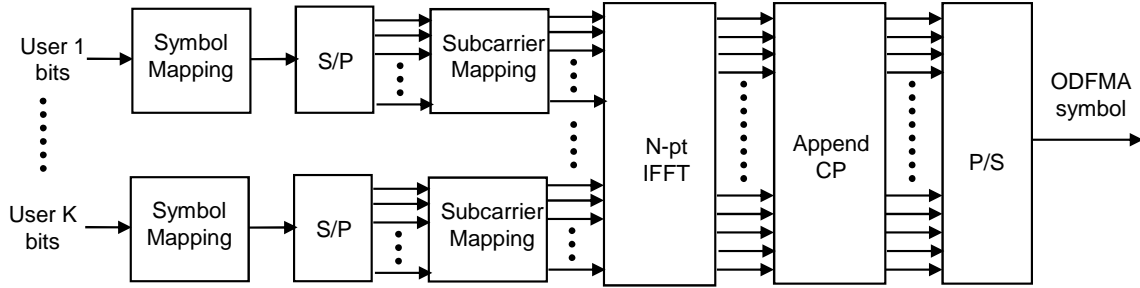 User 1
bits
Symbol
Mapping
S/P
Subcarrier
Mapping
N-pt
IFFT
Append
CP
P/S
ODFMA
symbol
User K
bits
Symbol
Mapping
S/P
Subcarrier
Mapping